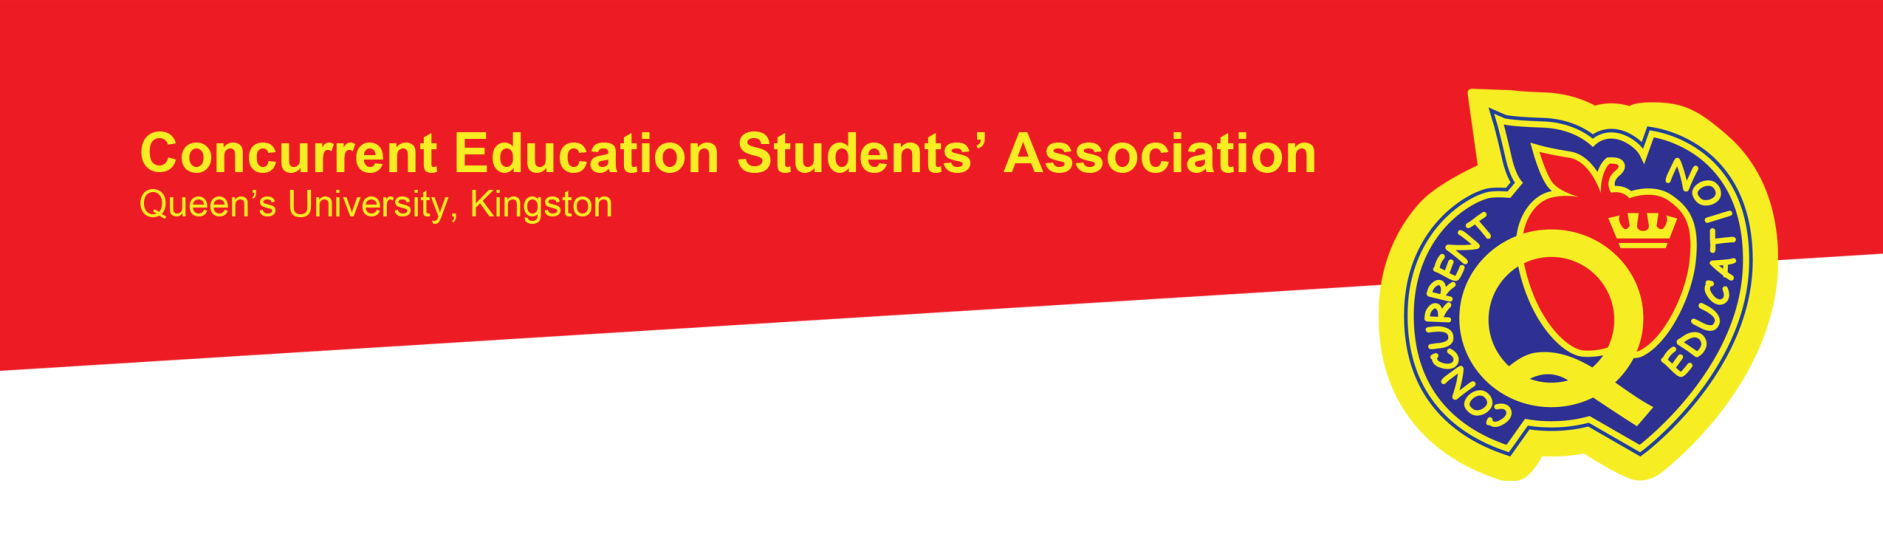 Concurrent Education Students’ Association
Queen’s University, Kingston
CONCURRENT
EDUCATION
Q